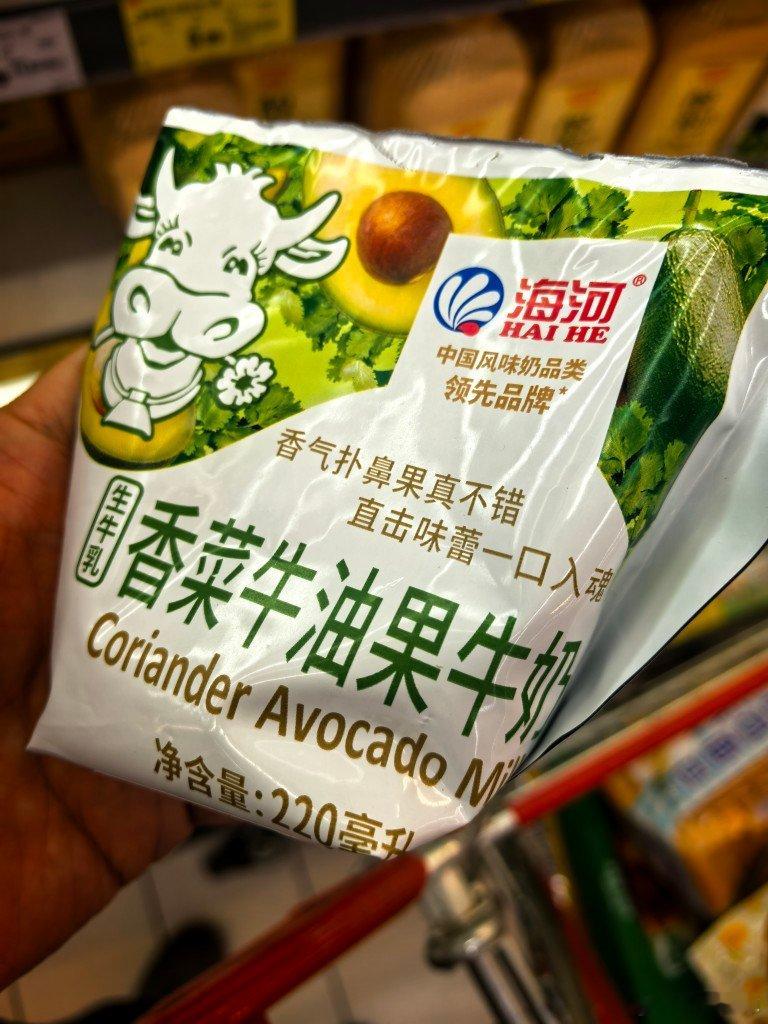 海河®
HAI HE
中国风味奶品类
领先品牌*
香气扑鼻果真不错
直击味蕾一口入魂
生牛乳
香菜牛油果牛奶
Coriander Avocado
净含量:220毫升